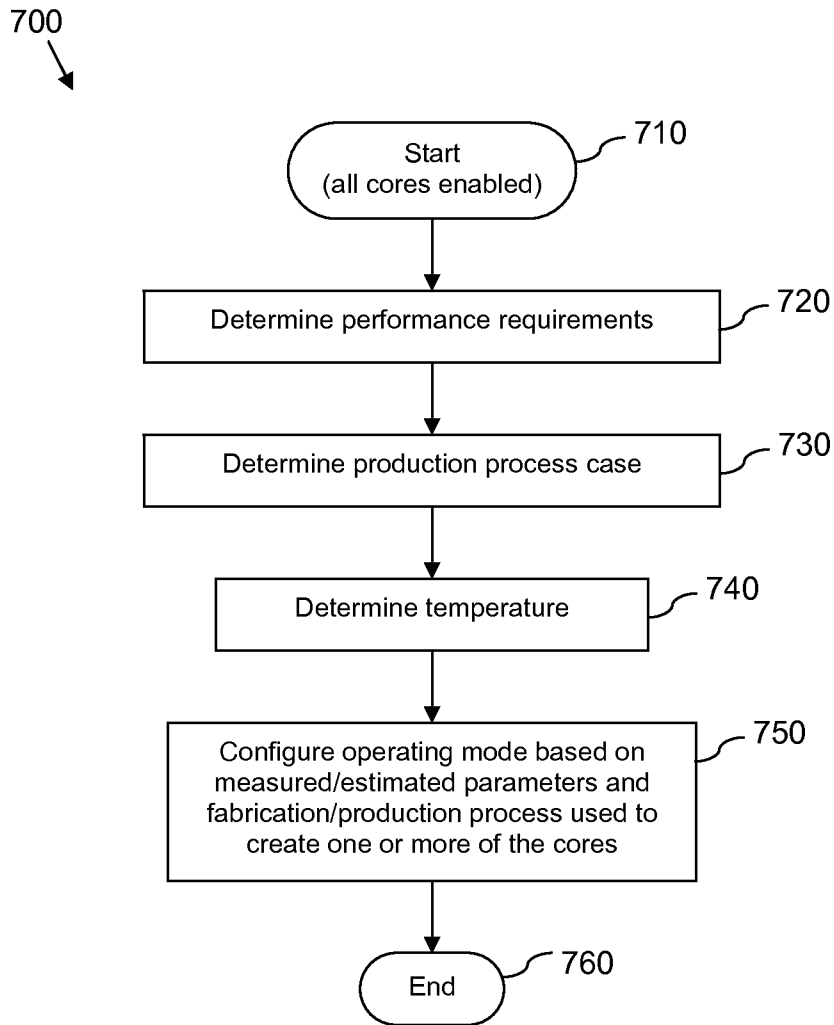 700
Start
(all cores enabled)
710
Determine performance requirements
720
Determine production process case
730
Determine temperature
740
Configure operating mode based on
measured/estimated parameters and
fabrication/production process used to
create one or more of the cores
750
End
760